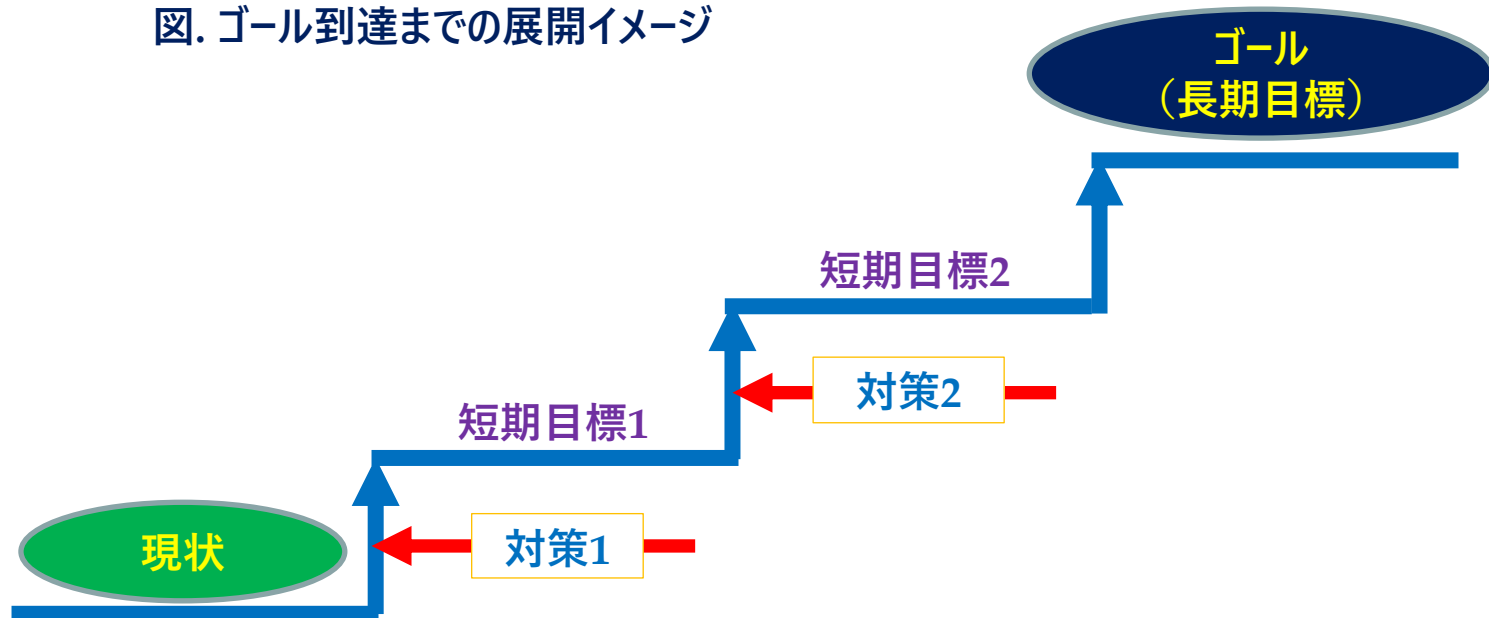 図. ゴール到達までの展開イメージ
ゴール
（長期目標）
短期目標2
対策2
短期目標1
対策1
現状